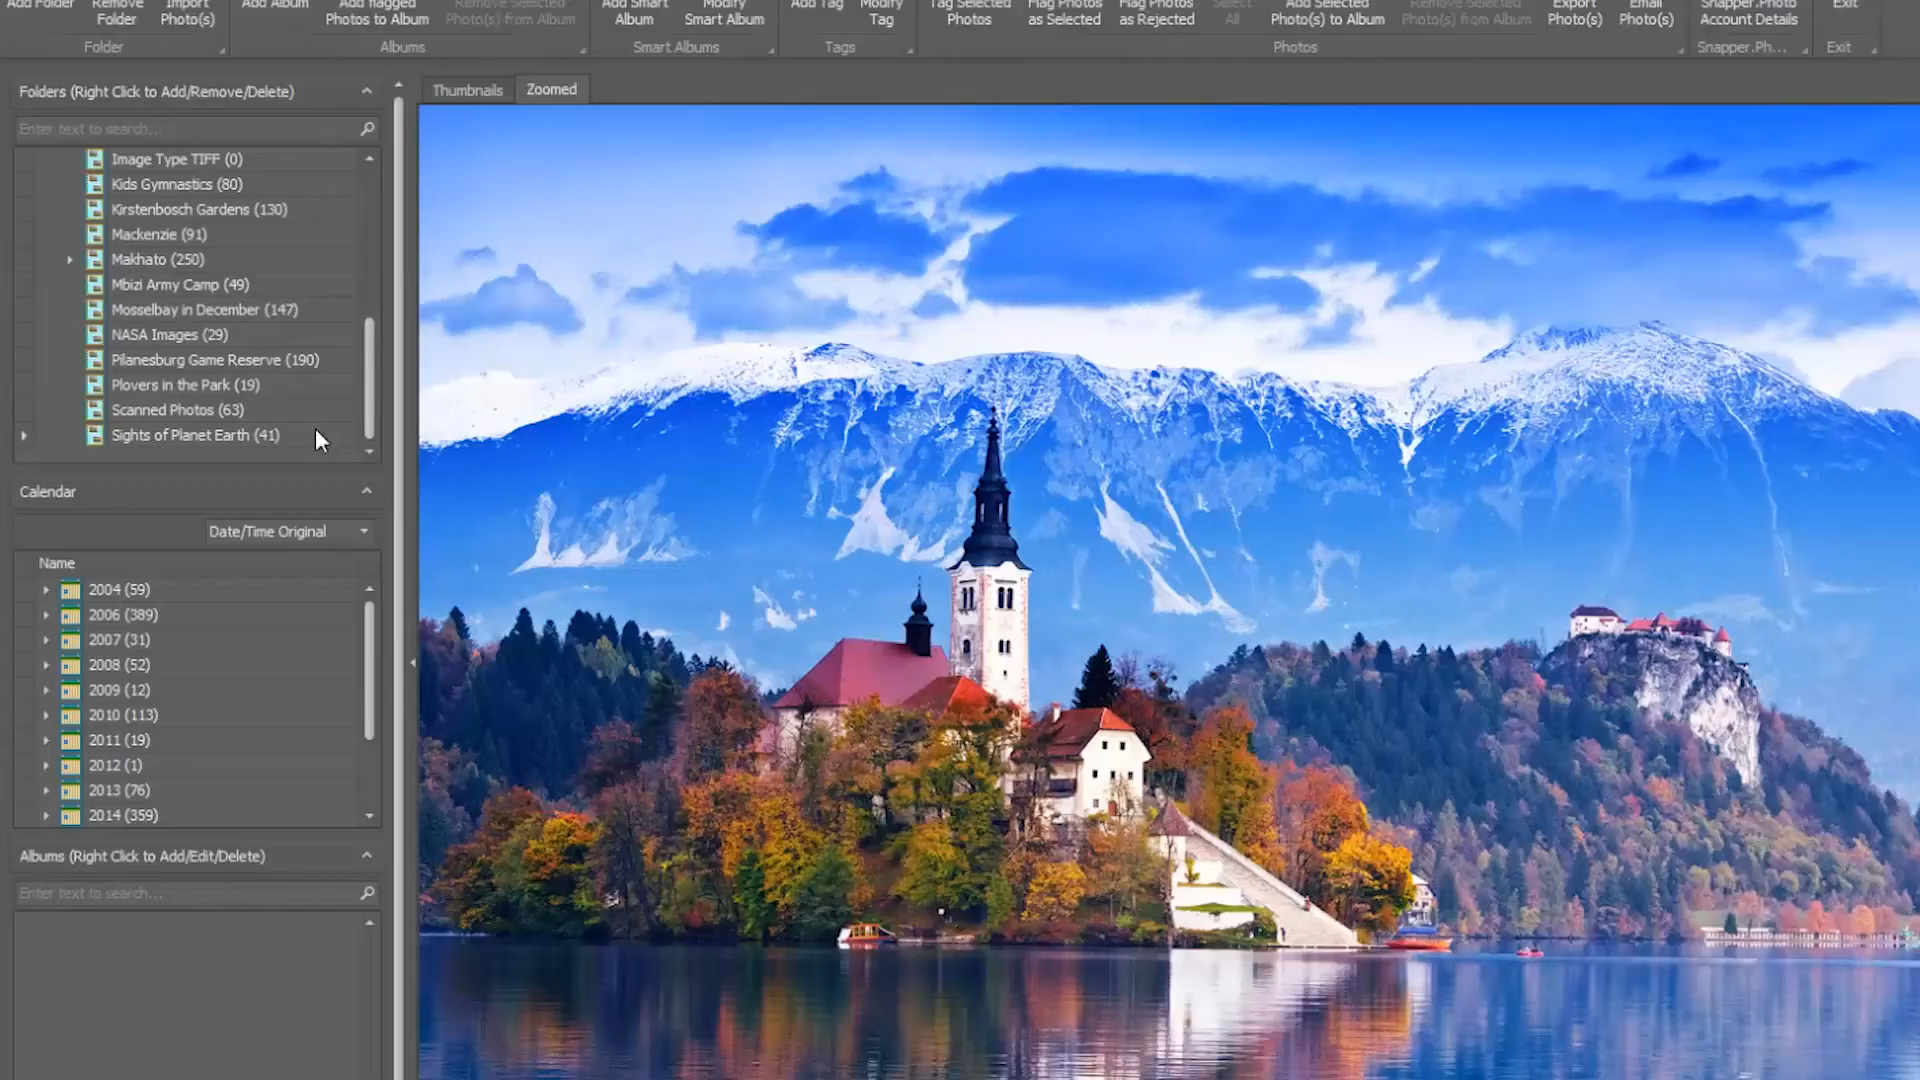 Add Folder
Remove Folder
Import Photo(s)
Add Album
Add flagged Photos to Album
Remove Selected Photo(s) from Album
Add Smart Album
Modify Smart Album
Add Tag
Modify Tag
Tag Selected Photos
Flag Photos as Selected
Flag Photos as Rejected
Select All
Add Selected Photo(s) to Album
Remove Selected Photo(s) from Album
Export Photo(s)
Email Photo(s)
Snapper.Photo Account Details
Exit
Folder
Albums
Smart Albums
Tags
Photos
Snapper.Ph...
Exit
Folders (Right Click to Add/Remove/Delete)
Enter text to search...
Image Type TIFF (0)
Kids Gymnastics (80)
Kirstenbosch Gardens (130)
Mackenzie (91)
Makhato (250)
Mbizi Army Camp (49)
Mosselbay in December (147)
NASA Images (29)
Pilanesburg Game Reserve (190)
Plovers in the Park (19)
Scanned Photos (63)
Sights of Planet Earth (41)
Calendar
Date/Time Original
Name
2004 (59)
2006 (389)
2007 (31)
2008 (52)
2009 (12)
2010 (113)
2011 (19)
2012 (1)
2013 (76)
2014 (359)
Albums (Right Click to Add/Edit/Delete)
Enter text to search...
Thumbnails
Zoomed